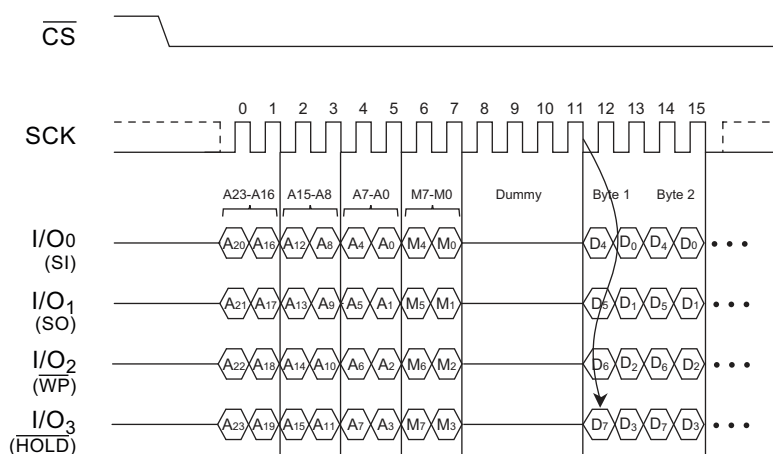 CS
0 1 2 3 4 5 6 7 8 9 10 11 12 13 14 15
SCK
A23-A16 A15-A8 A7-A0 M7-M0 Dummy Byte 1 Byte 2
I/O0 A20 A16 A12 A8 A4 A0 M4 M0 D4 D0 D4 D0 • • •
(SI)
I/O1 A21 A17 A13 A9 A5 A1 M5 M1 D5 D1 D5 D1 • • •
(SO)
I/O2 A22 A18 A14 A10 A6 A2 M6 M2 D6 D2 D6 D2 • • •
(WP)
I/O3 A23 A19 A15 A11 A7 A3 M7 M3 D7 D3 D7 D3 • • •
(HOLD)